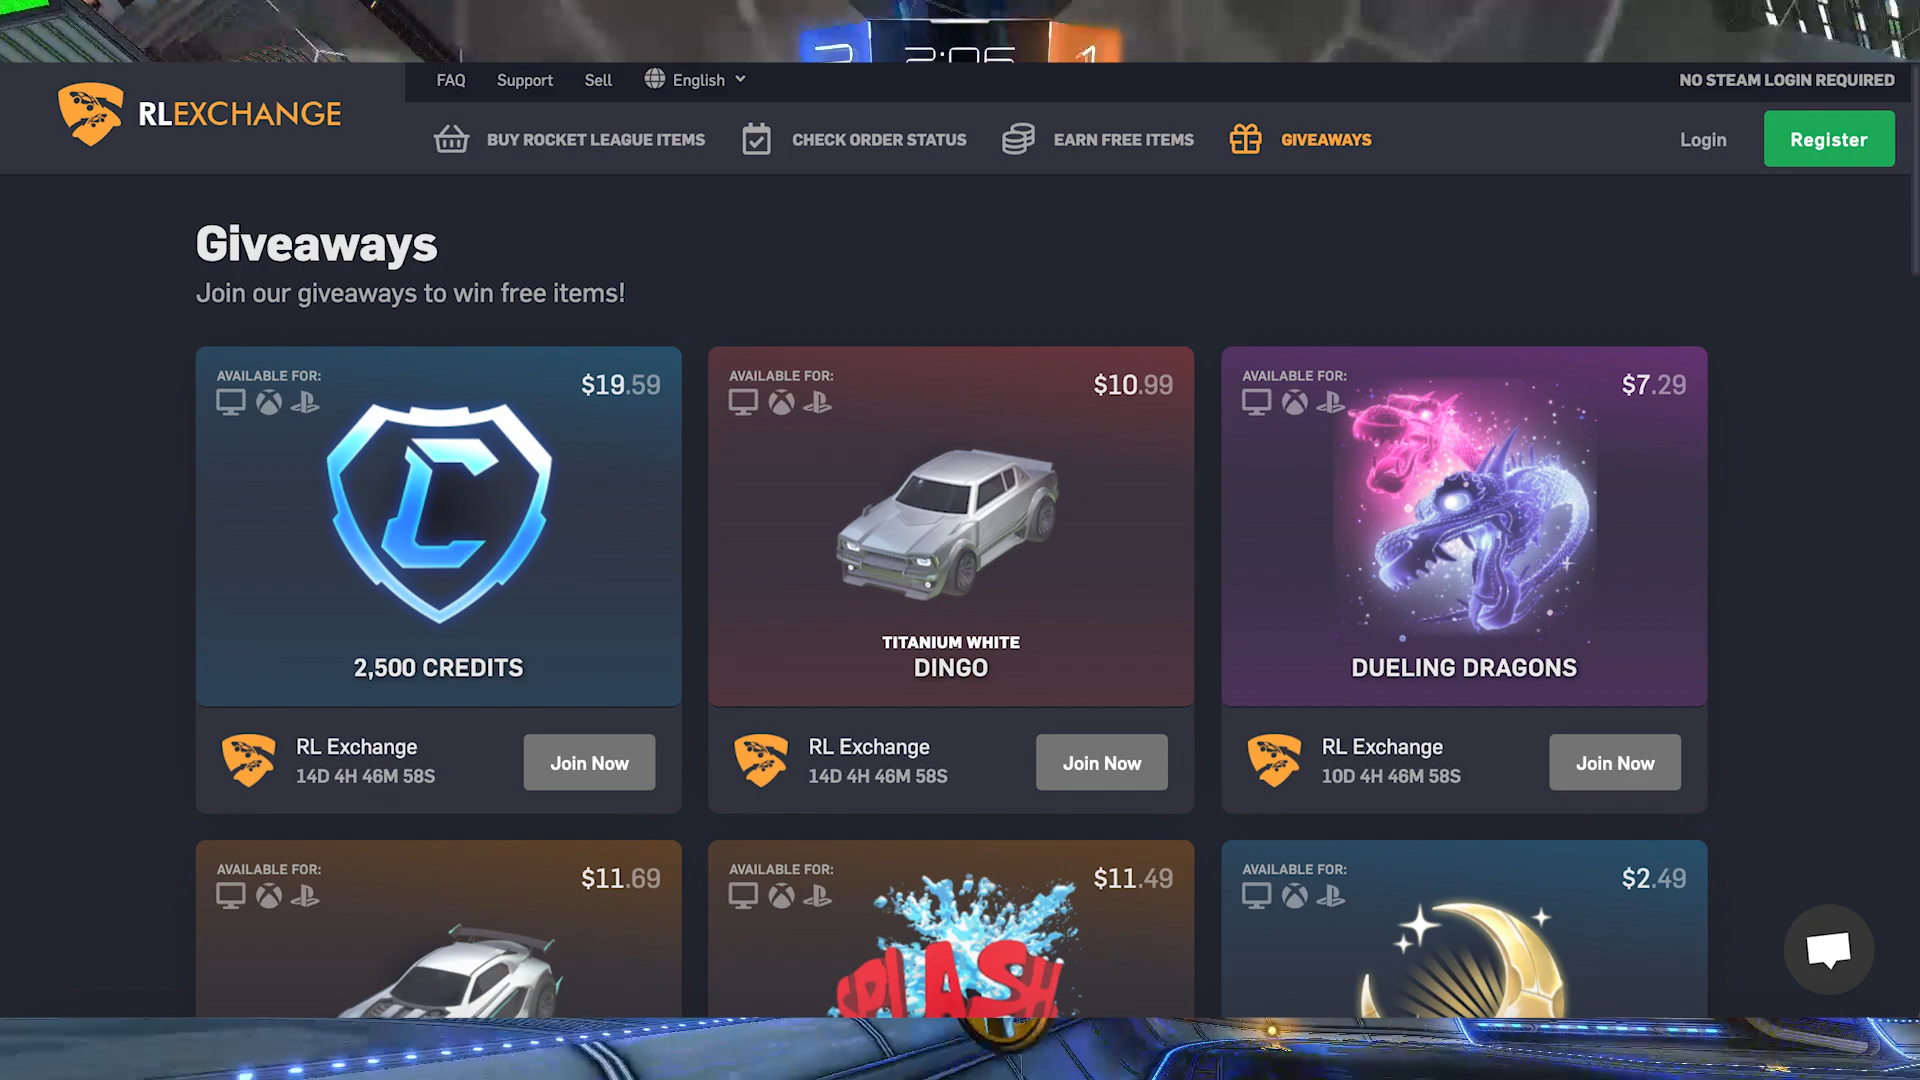 2:05
1
FAQ
Support
Sell
English
NO STEAM LOGIN REQUIRED
RLEXCHANGE
BUY ROCKET LEAGUE ITEMS
CHECK ORDER STATUS
EARN FREE ITEMS
GIVEAWAYS
Login
Register
Giveaways
Join our giveaways to win free items!
AVAILABLE FOR:
$19.59
C
2,500 CREDITS
RL Exchange
14D 4H 46M 58S
Join Now
AVAILABLE FOR:
$10.99
TITANIUM WHITE
DINGO
RL Exchange
14D 4H 46M 58S
Join Now
AVAILABLE FOR:
$7.29
DUELING DRAGONS
RL Exchange
10D 4H 46M 58S
Join Now
AVAILABLE FOR:
$11.69
AVAILABLE FOR:
$11.49
SPLASH
AVAILABLE FOR:
$2.49